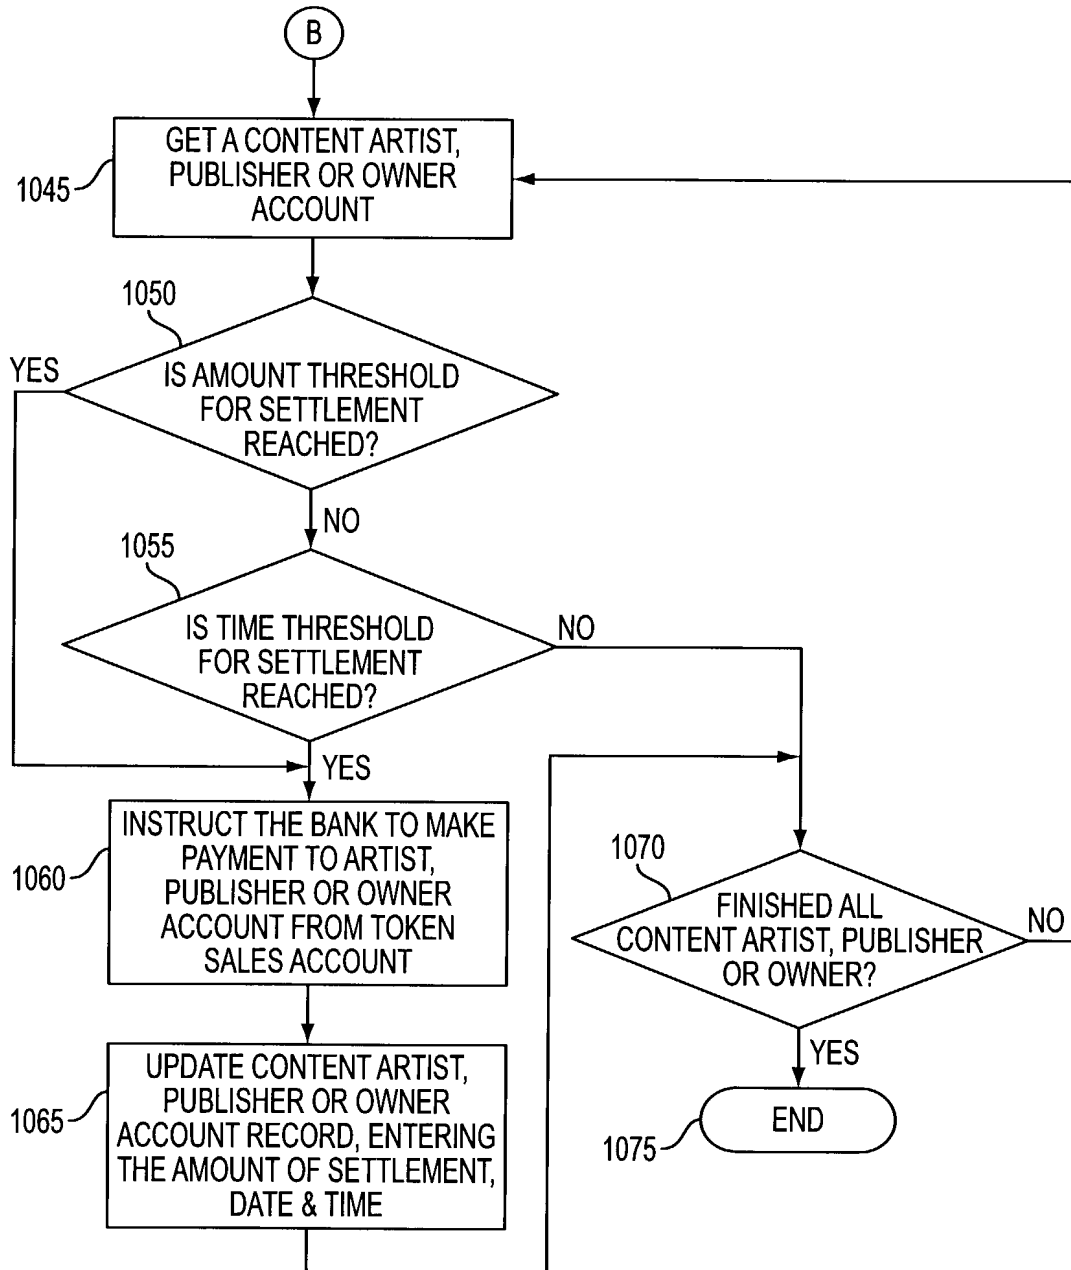 B
GET A CONTENT ARTIST,
PUBLISHER OR OWNER
ACCOUNT
1045
1050
YES
IS AMOUNT THRESHOLD
FOR SETTLEMENT
REACHED?
NO
1055
IS TIME THRESHOLD
FOR SETTLEMENT
REACHED?
NO
YES
INSTRUCT THE BANK TO MAKE
PAYMENT TO ARTIST,
PUBLISHER OR OWNER
ACCOUNT FROM TOKEN
SALES ACCOUNT
1060
1070
FINISHED ALL
CONTENT ARTIST, PUBLISHER
OR OWNER?
NO
YES
UPDATE CONTENT ARTIST,
PUBLISHER OR OWNER
ACCOUNT RECORD, ENTERING
THE AMOUNT OF SETTLEMENT,
DATE & TIME
1065
END
1075